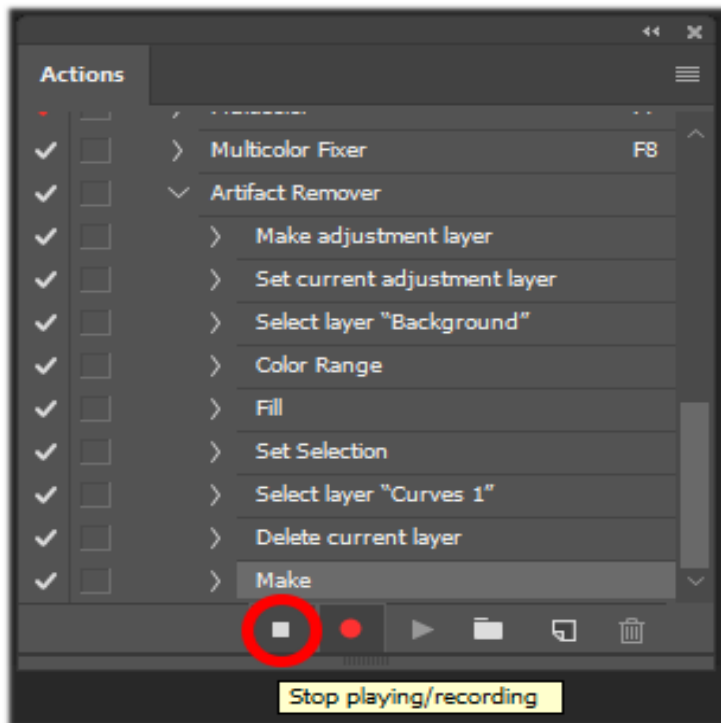 Actions
Multicolor Fixer F8
Artifact Remover
Make adjustment layer
Set current adjustment layer
Select layer “Background”
Color Range
Fill
Set Selection
Select layer “Curves 1”
Delete current layer
Make
Stop playing/recording